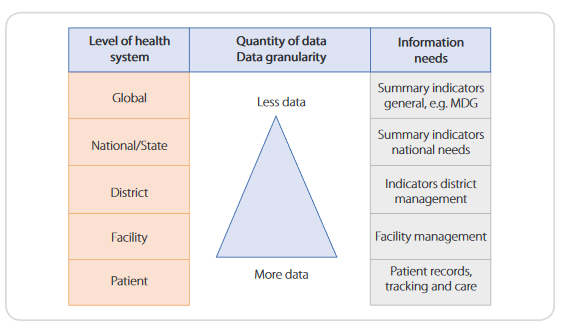 Level of health
system
Quantity of data
Data granularity
Information
needs
Global
Less data
Summary indicators
general, e.g. MDG
National/State
Summary indicators
national needs
District
Indicators district
management
Facility
Facility management
Patient
More data
Patient records,
tracking and care